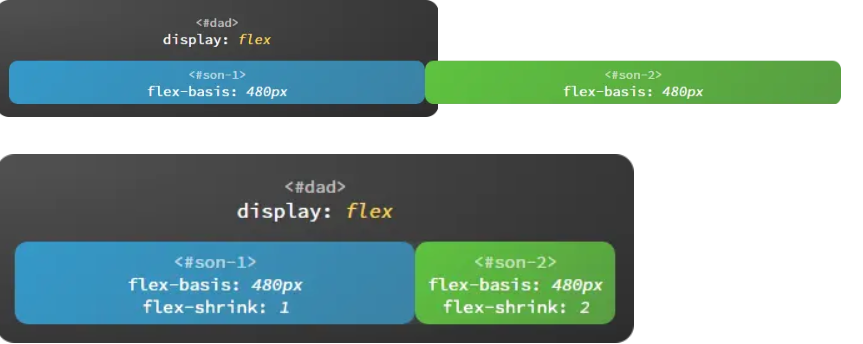 <#dad>
display: flex
<#son-1>
flex-basis: 480px
<#son-2>
flex-basis: 480px
<#dad>
display: flex
<#son-1>
flex-basis: 480px
flex-shrink: 1
<#son-2>
flex-basis: 480px
flex-shrink: 2